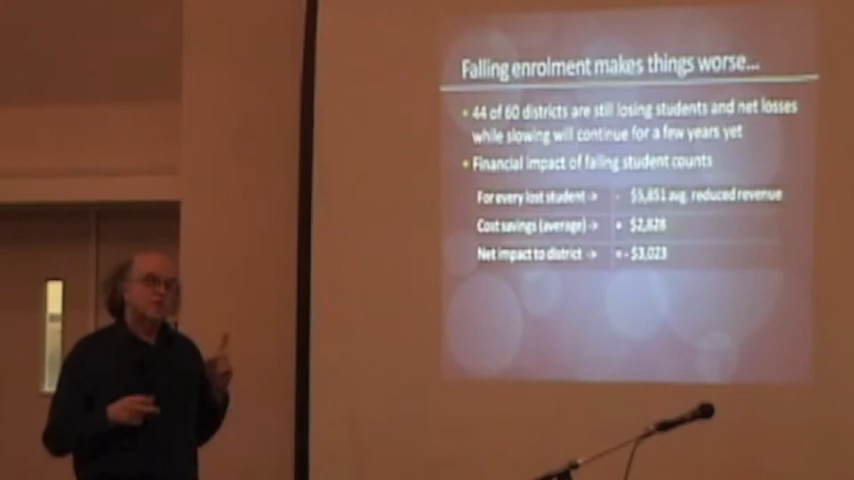 Falling enrolment makes things worse...
• 44 of 60 districts are still losing students and net losses
while slowing will continue for a few years yet
• Financial impact of falling student counts
For every lost student -> - $5,851 avg. reduced revenue
Cost savings (average) -> + $2,828
Net impact to district -> = - $3,023